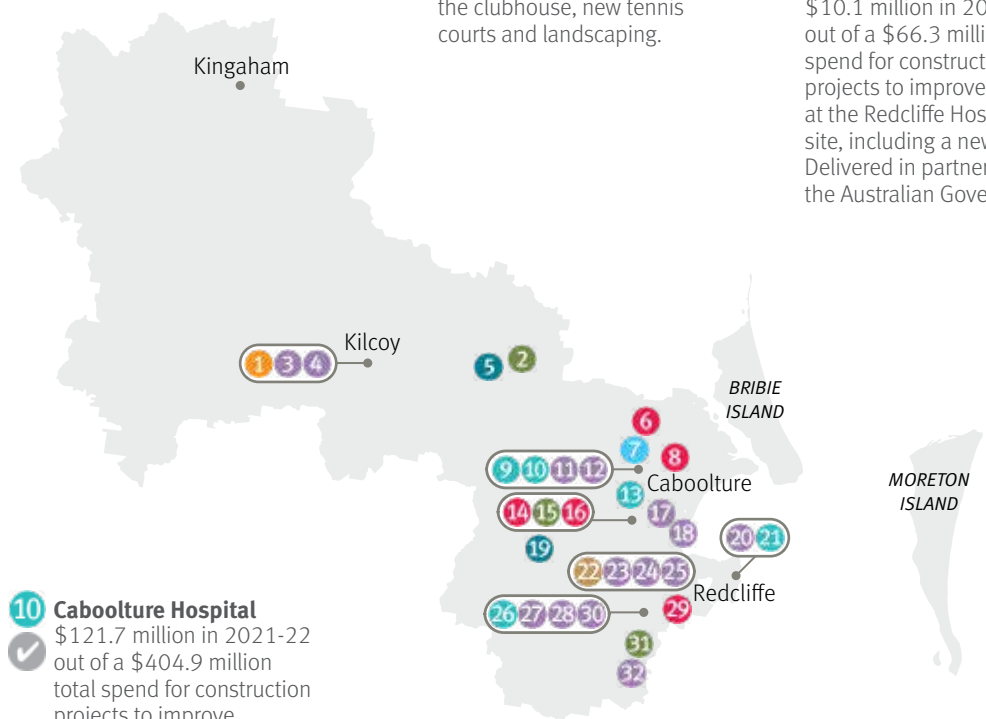 the clubhouse, new tennis
courts and landscaping.
$10.1 million in 20
out of a $66.3 milli
spend for construct
projects to improve
at the Redcliffe Hos
site, including a new
Delivered in partner
the Australian Gove
Kingaham
Kilcoy
1 3 4
5 2
BRIBIE
ISLAND
6
7 8
9 10 11 12
Caboolture
MORETON
ISLAND
13
14 15 16
17
18
19
20 21
22 23 24 25
Redcliffe
26 27 28 30
29
31
32
10 Caboolture Hospital
$121.7 million in 2021-22
out of a $404.9 million
total spend for construction
projects to improve